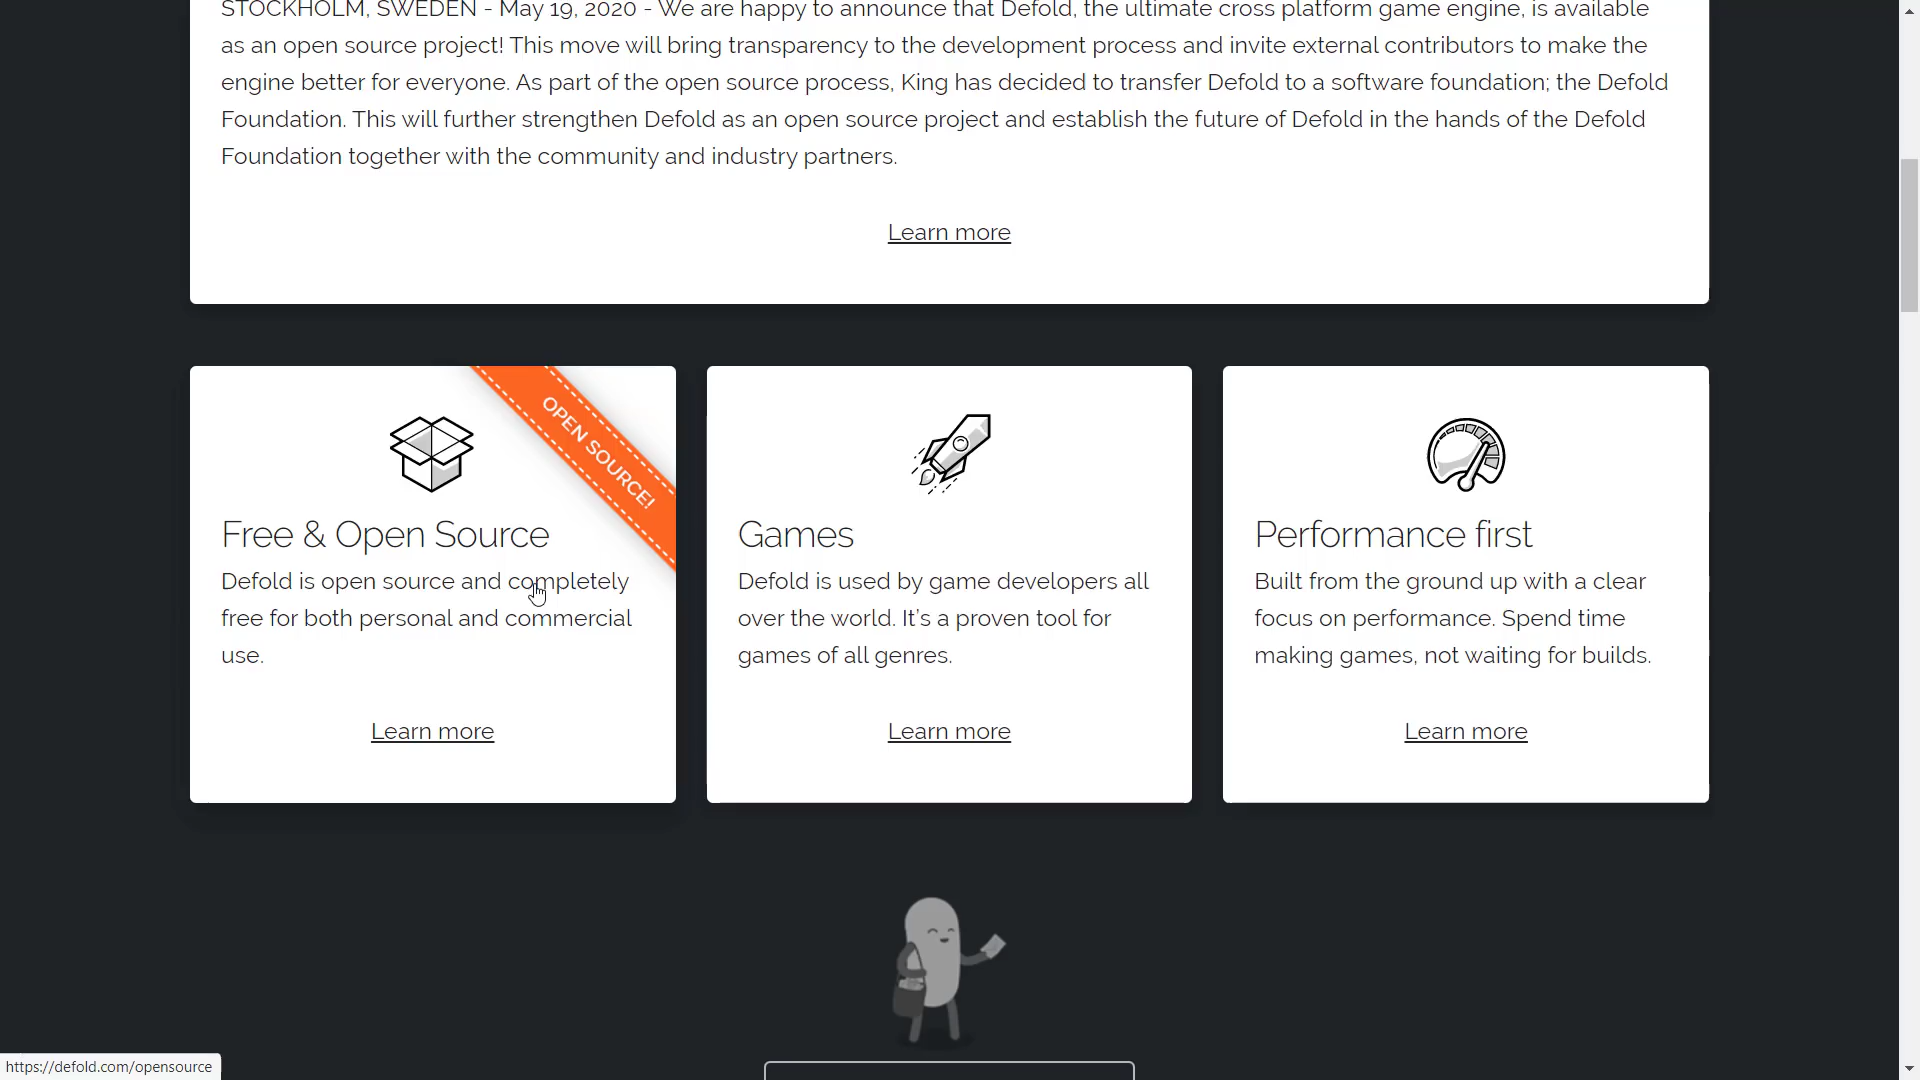 STOCKHOLM, SWEDEN - May 19, 2020 - We are happy to announce that Defold, the ultimate cross platform game engine, is available
as an open source project! This move will bring transparency to the development process and invite external contributors to make the
engine better for everyone. As part of the open source process, King has decided to transfer Defold to a software foundation; the Defold
Foundation. This will further strengthen Defold as an open source project and establish the future of Defold in the hands of the Defold
Foundation together with the community and industry partners.
Learn more
OPEN SOURCE!
Free & Open Source
Defold is open source and completely
free for both personal and commercial
use.
Learn more
Games
Defold is used by game developers all
over the world. It's a proven tool for
games of all genres.
Learn more
Performance first
Built from the ground up with a clear
focus on performance. Spend time
making games, not waiting for builds.
Learn more
https://defold.com/opensource